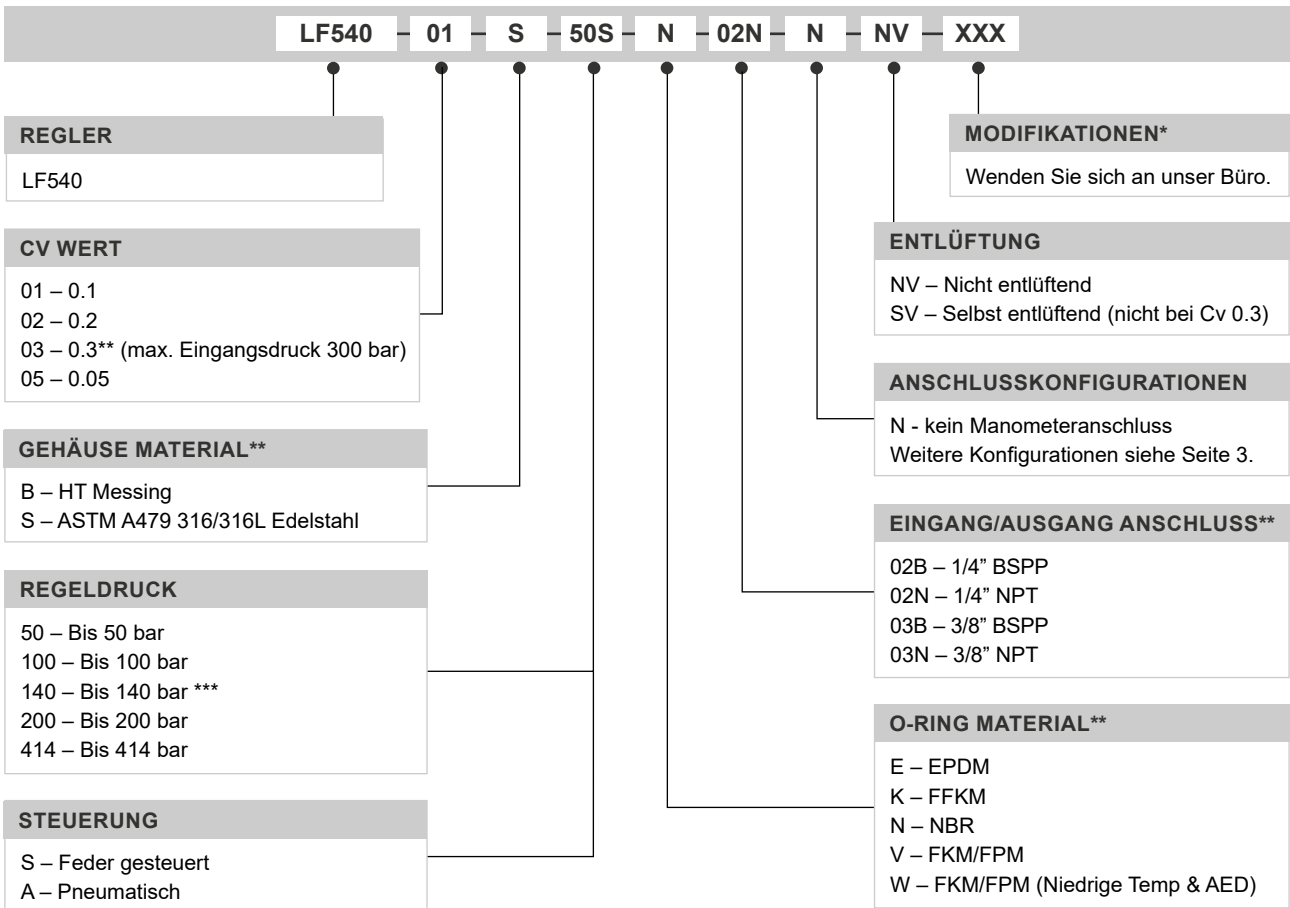 LF540 – 01 – S – 50S – N – 02N – N – NV – XXX
REGLER
LF540
CV WERT
01 – 0.1
02 – 0.2
03 – 0.3** (max. Eingangsdruck 300 bar)
05 – 0.05
GEHÄUSE MATERIAL**
B – HT Messing
S – ASTM A479 316/316L Edelstahl
REGELDRUCK
50 – Bis 50 bar
100 – Bis 100 bar
140 – Bis 140 bar ***
200 – Bis 200 bar
414 – Bis 414 bar
STEUERUNG
S – Feder gesteuert
A – Pneumatisch
MODIFIKATIONEN*
Wenden Sie sich an unser Büro.
ENTLÜFTUNG
NV – Nicht entlüftend
SV – Selbst entlüftend (nicht bei Cv 0.3)
ANSCHLUSSKONFIGURATIONEN
N - kein Manometeranschluss
Weitere Konfigurationen siehe Seite 3.
EINGANG/AUSGANG ANSCHLUSS**
02B – 1/4” BSPP
02N – 1/4” NPT
03B – 3/8” BSPP
03N – 3/8” NPT
O-RING MATERIAL**
E – EPDM
K – FFKM
N – NBR
V – FKM/FPM
W – FKM/FPM (Niedrige Temp & AED)